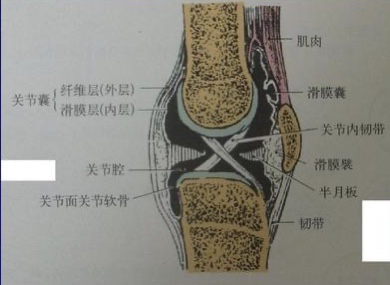 肌肉
关节囊
纤维层(外层)
滑膜层(内层)
滑膜囊
关节内韧带
关节腔
滑膜襞
关节面关节软骨
半月板
韧带